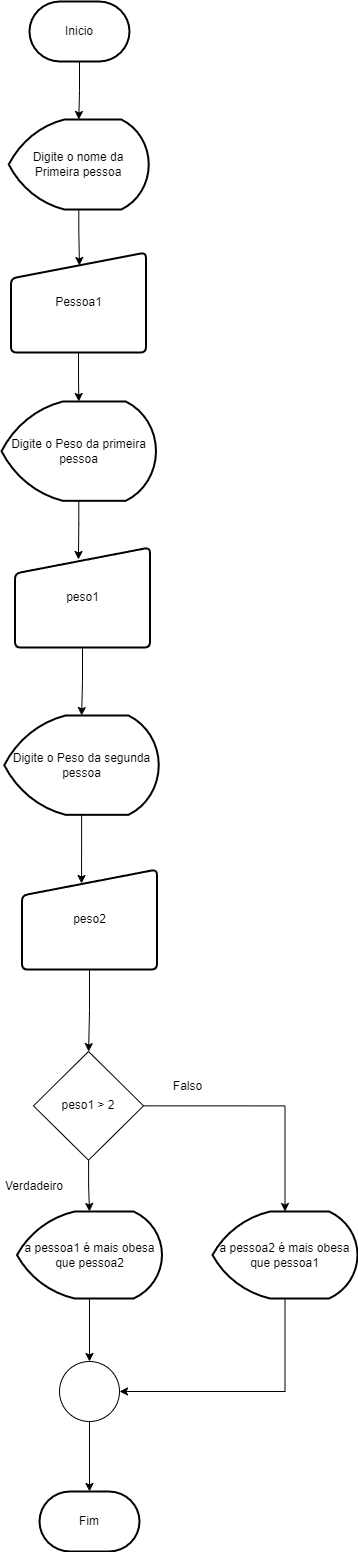 Inicio
Digite o nome da
Primeira pessoa
Pessoa1
Digite o Peso da primeira
pessoa
peso1
Digite o Peso da segunda
pessoa
peso2
peso1 > 2
Falso
Verdadeiro
a pessoa1 é mais obesa
que pessoa2
a pessoa2 é mais obesa
que pessoa1
Fim